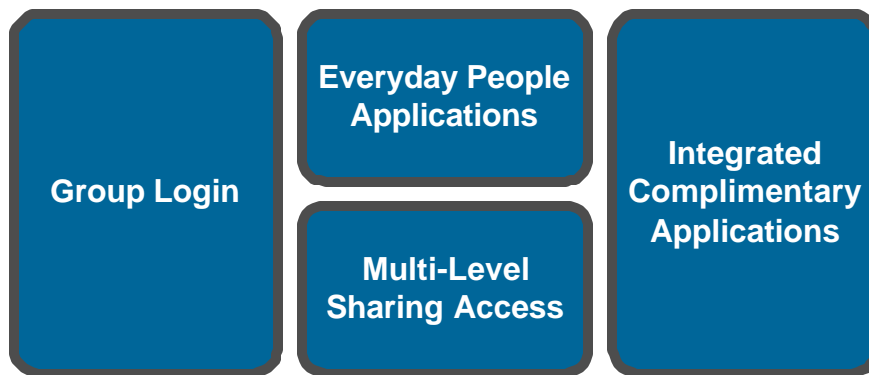 Group Login
Everyday People
Applications
Multi-Level
Sharing Access
Integrated
Complimentary
Applications